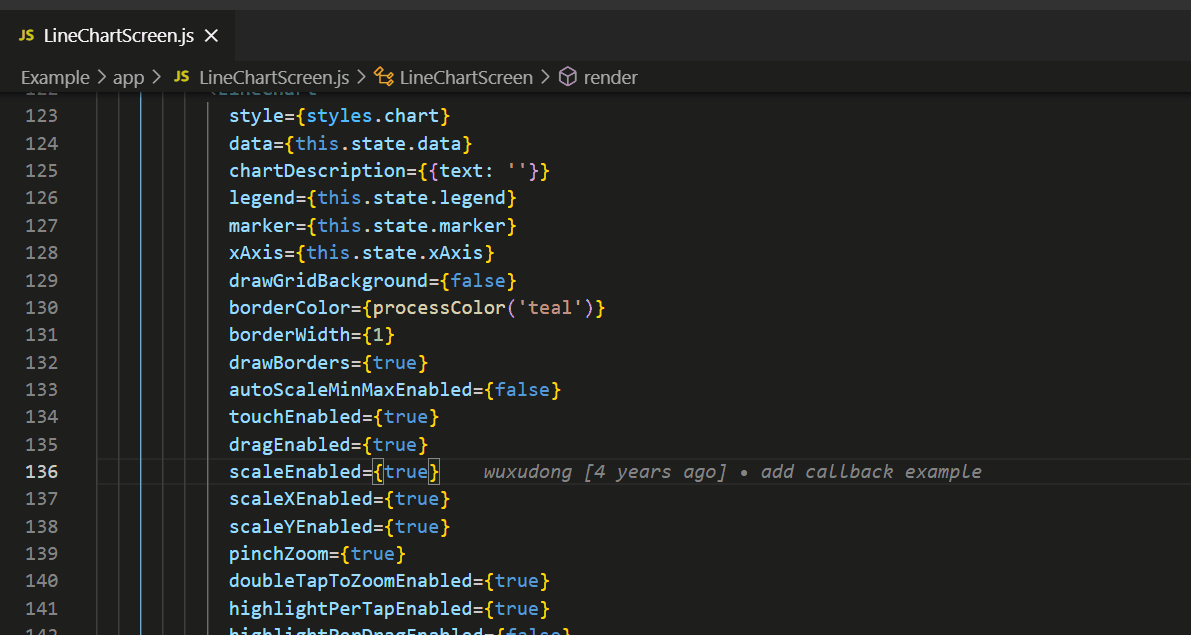 JS LineChartScreen.js ×
Example > app > JS LineChartScreen.js > LineChartScreen > render
122 <LineChart
123 style={styles.chart}
124 data={this.state.data}
125 chartDescription={{text: ''}}
126 legend={this.state.legend}
127 marker={this.state.marker}
128 xAxis={this.state.xAxis}
129 drawGridBackground={false}
130 borderColor={processColor('teal')}
131 borderWidth={1}
132 drawBorders={true}
133 autoScaleMinMaxEnabled={false}
134 touchEnabled={true}
135 dragEnabled={true}
136 scaleEnabled={true} wuxudong [4 years ago] • add callback example
137 scaleXEnabled={true}
138 scaleYEnabled={true}
139 pinchZoom={true}
140 doubleTapToZoomEnabled={true}
141 highlightPerTapEnabled={true}
142 highlightPerDragEnabled={false}